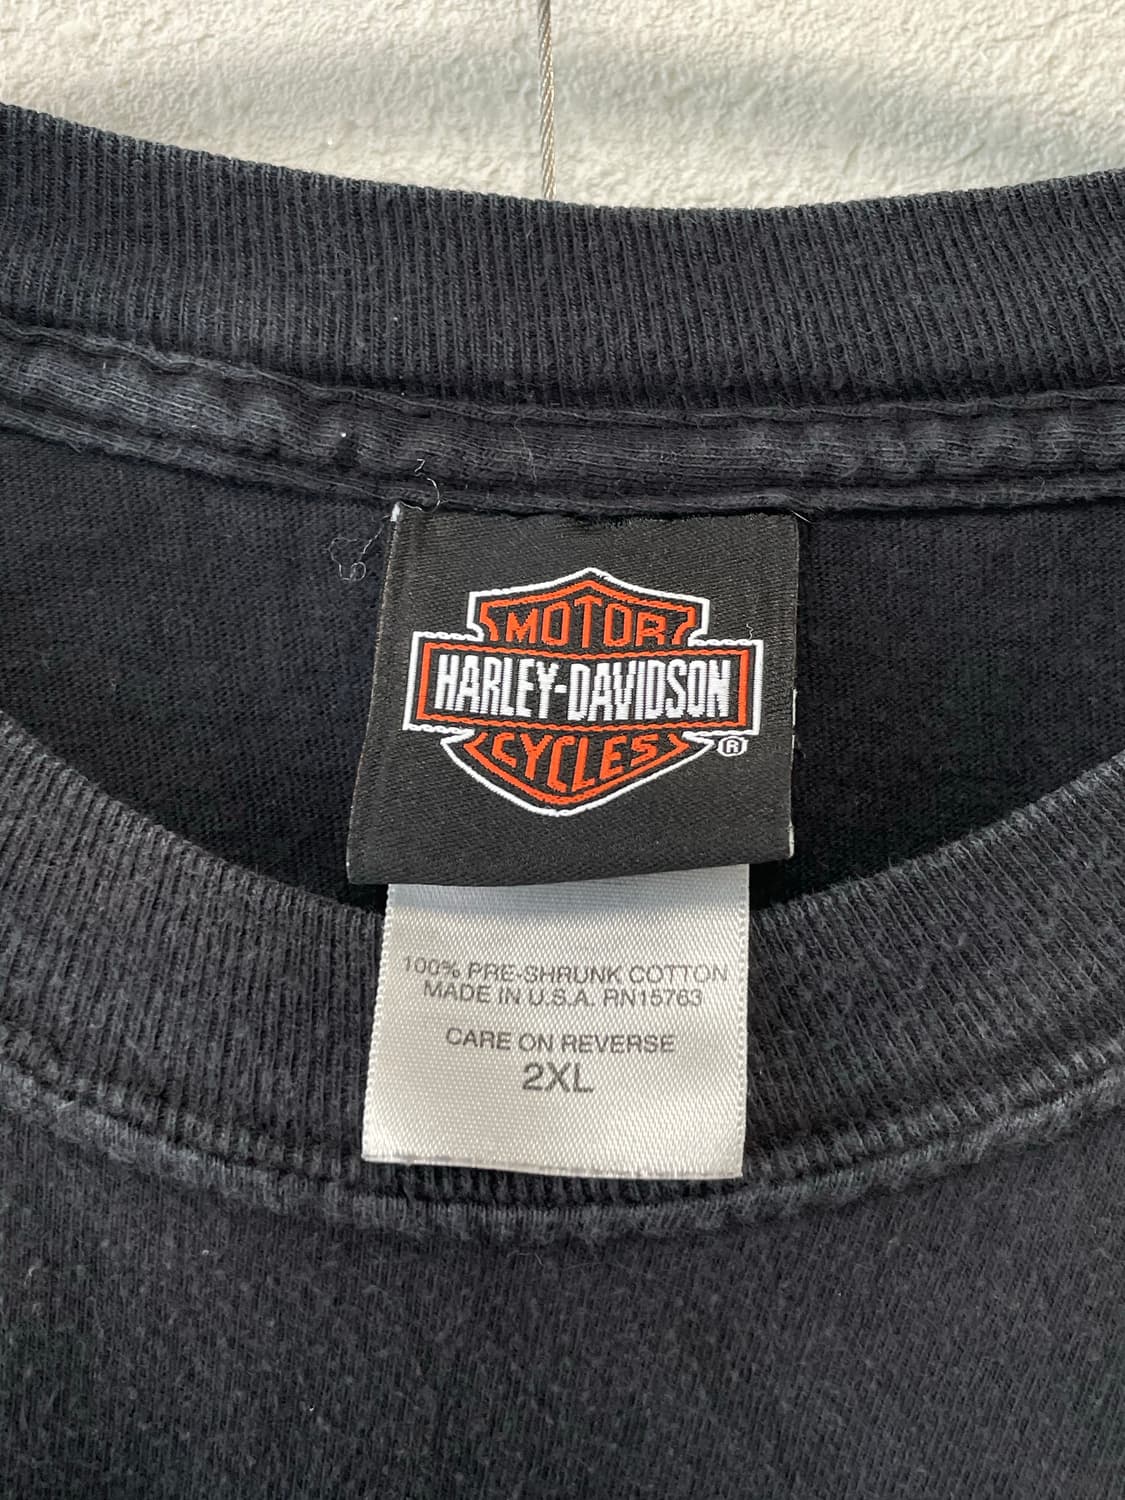 MOTOR
HARLEY-DAVIDSON
CYCLES ®
100% PRE-SHRUNK COTTON
MADE IN U.S.A. RN15763
CARE ON REVERSE
2XL